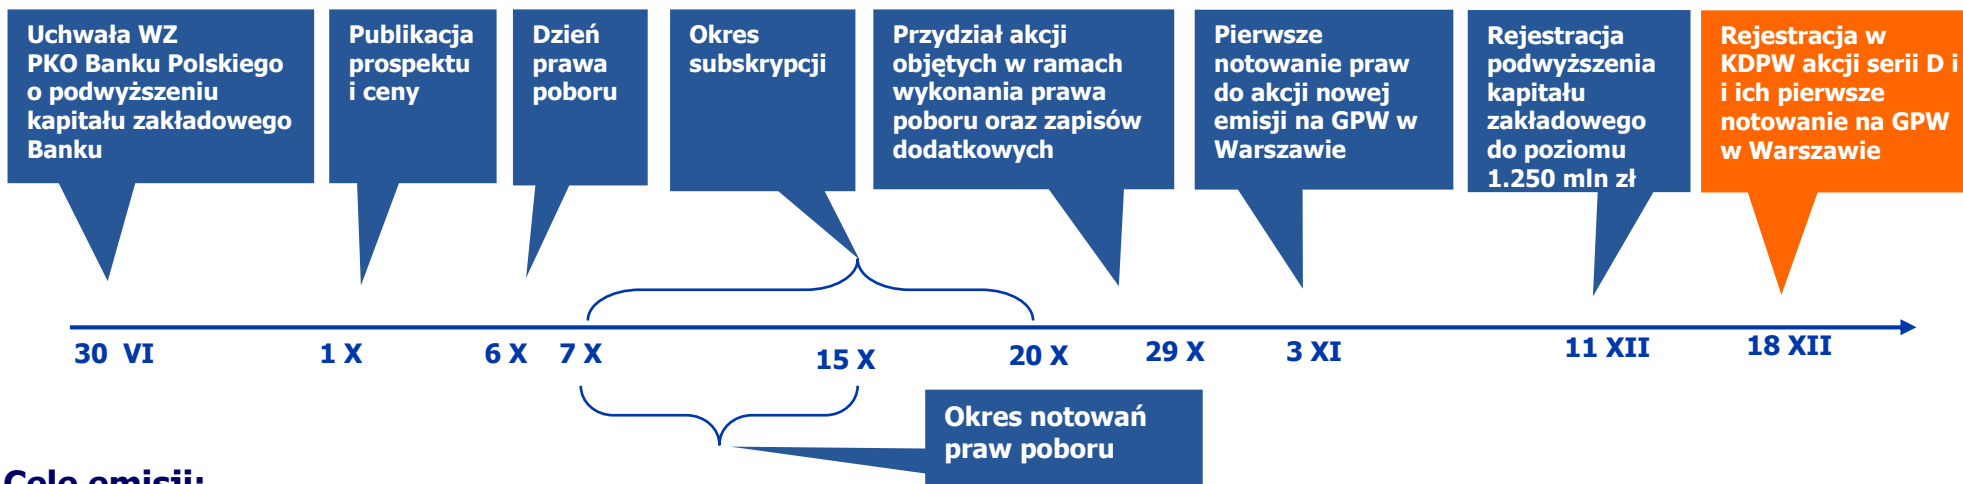 Uchwała WZ
PKO Banku Polskiego
o podwyższeniu
kapitału zakładowego
Banku
Publikacja
prospektu
i ceny
Dzień
prawa
poboru
Okres
subskrypcji
Przydział akcji
objętych w ramach
wykonania prawa
poboru oraz zapisów
dodatkowych
Pierwsze
notowanie praw
do akcji nowej
emisji na GPW w
Warszawie
Rejestracja
podwyższenia
kapitału
zakładowego
do poziomu
1.250 mln zł
Rejestracja w
KDPW akcji serii D i
i ich pierwsze
notowanie na GPW
w Warszawie
30 VI
1 X
6 X
7 X
15 X
20 X
29 X
3 XI
11 XII
18 XII
Okres notowań
praw poboru
Cele emisji: